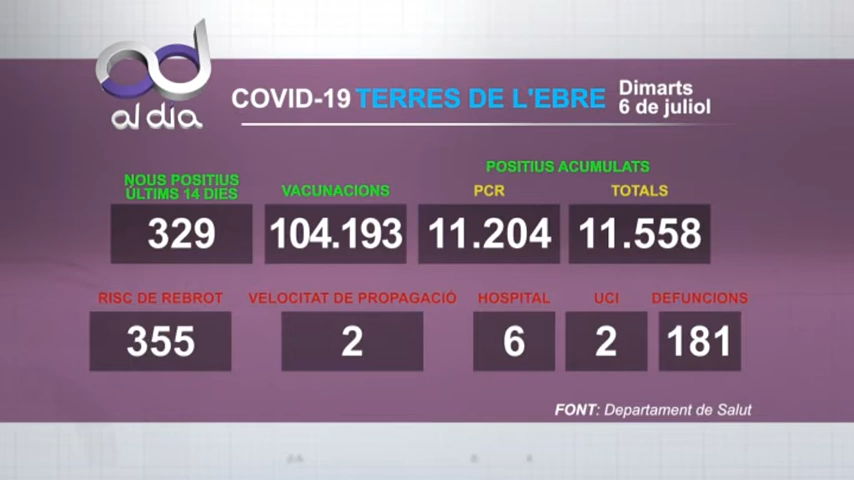 al dia
COVID-19 TERRES DE L'EBRE
Dimarts
6 de juliol
NOUS POSITIUS
ÚLTIMS 14 DIES
VACUNACIONS
POSITIUS ACUMULATS
PCR
TOTALS
329
104.193
11.204
11.558
RISC DE REBROT
VELOCITAT DE PROPAGACIÓ
HOSPITAL
UCI
DEFUNCIONS
355
2
6
2
181
FONT: Departament de Salut